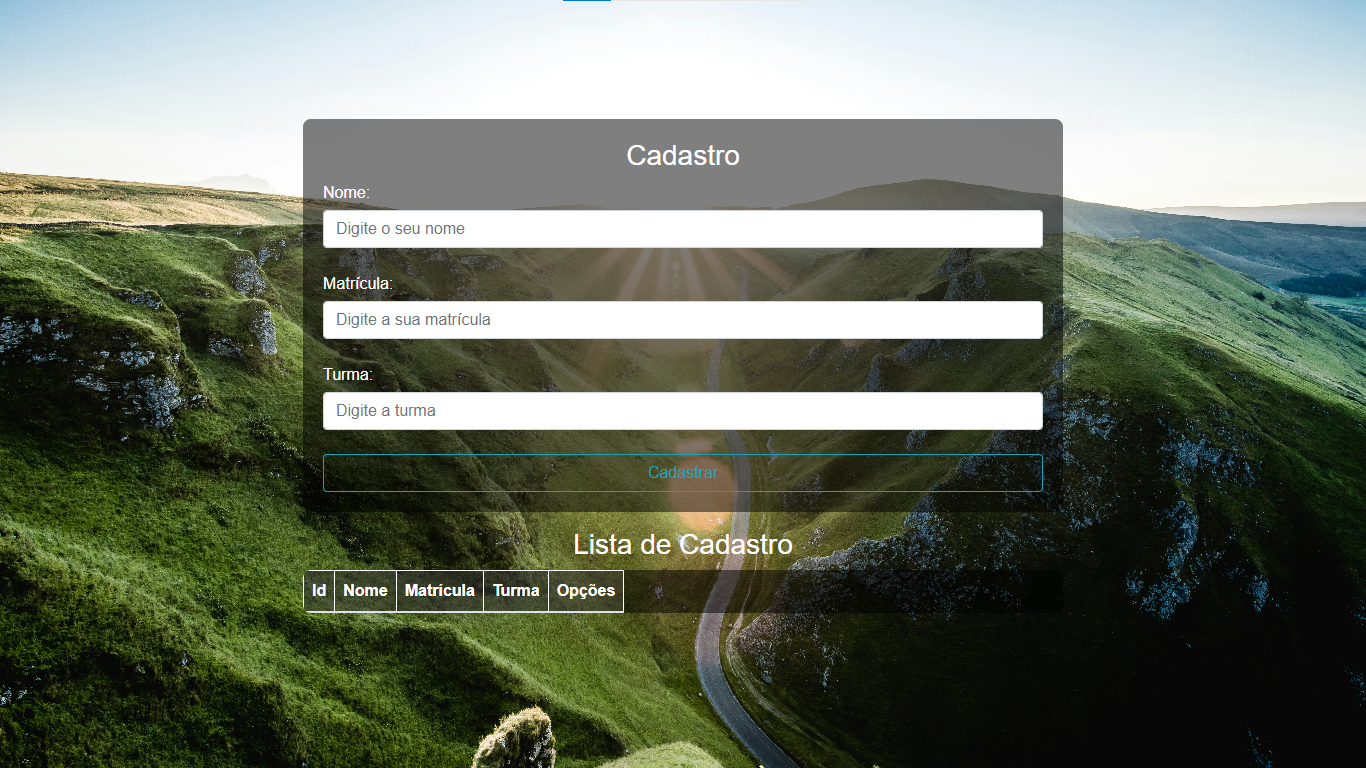 Cadastro
Nome:
Digite o seu nome
Matrícula:
Digite a sua matrícula
Turma:
Digite a turma
Cadastrar
Lista de Cadastro
Id Nome Matrícula Turma Opções